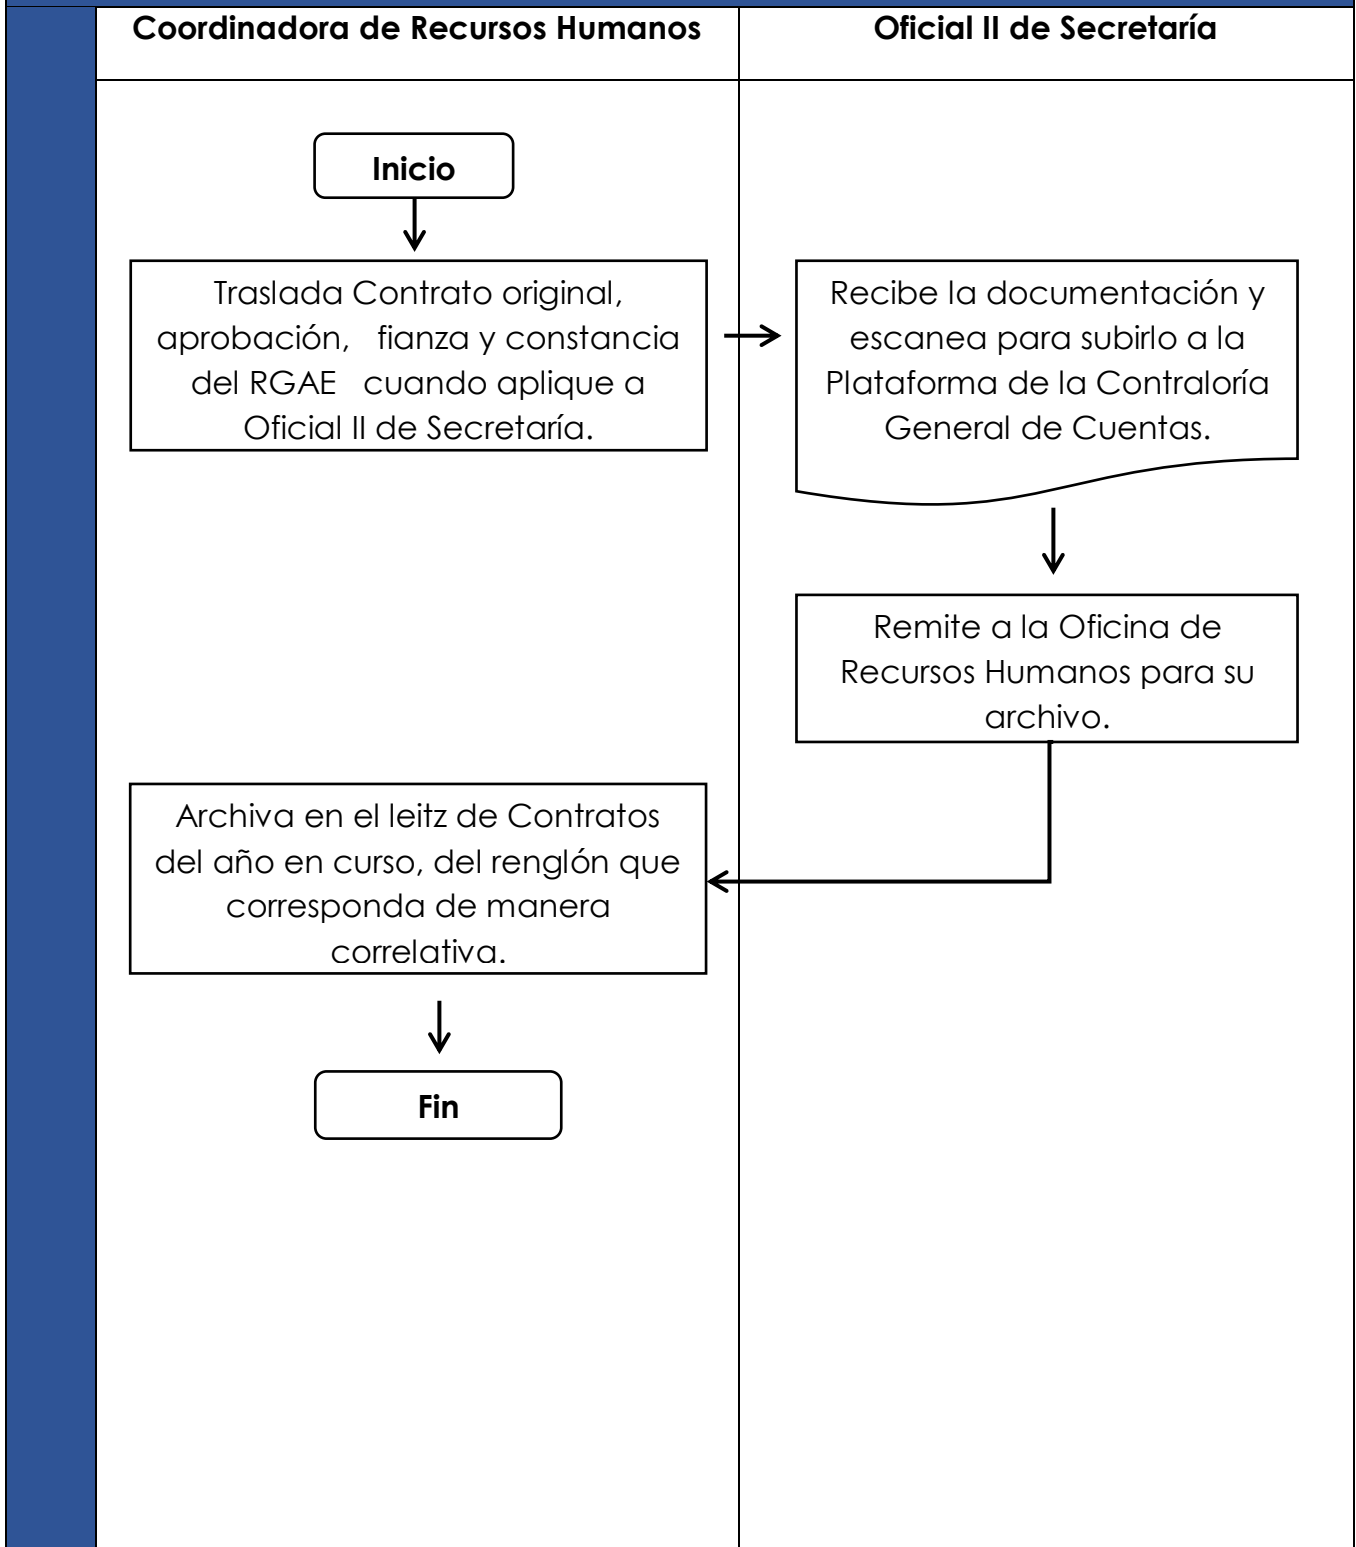 Coordinadora de Recursos Humanos
Oficial II de Secretaría
Inicio
Traslada Contrato original,
aprobación, fianza y constancia
del RGAE cuando aplique a
Oficial II de Secretaría.
Recibe la documentación y
escanea para subirlo a la
Plataforma de la Contraloría
General de Cuentas.
Remite a la Oficina de
Recursos Humanos para su
archivo.
Archiva en el leitz de Contratos
del año en curso, del renglón que
corresponda de manera
correlativa.
Fin